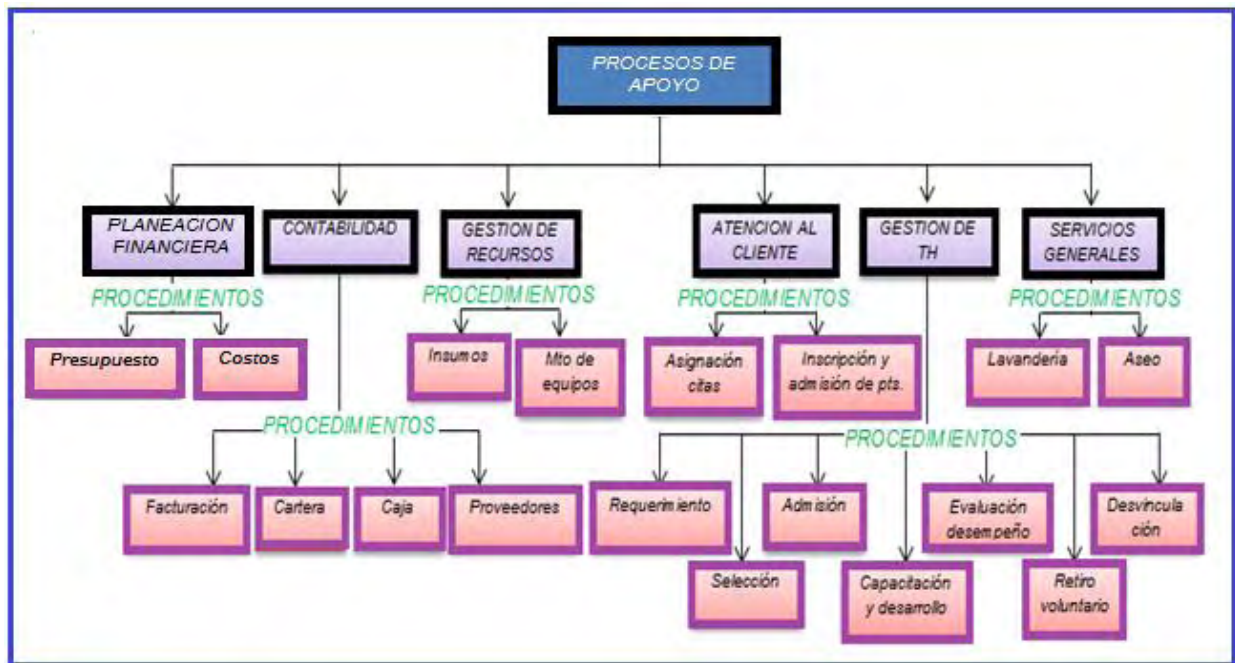 PROCESOS DE
APOYO
PLANEACION
FINANCIERA
CONTABILIDAD
GESTION DE
RECURSOS
ATENCION AL
CLIENTE
GESTION DE
TH
SERVICIOS
GENERALES
PROCEDIMIENTOS
PROCEDIMIENTOS
PROCEDIMIENTOS
PROCEDIMIENTOS
Presupuesto
Costos
Insumos
Mto de
equipos
Asignación
citas
Inscripción y
admisión de pts.
Lavandería
Aseo
PROCEDIMIENTOS
PROCEDIMIENTOS
Facturación
Cartera
Caja
Proveedores
Requerimiento
Admisión
Evaluación
desempeño
Desvincula
ción
Selección
Capacitación
y desarrollo
Retiro
voluntario